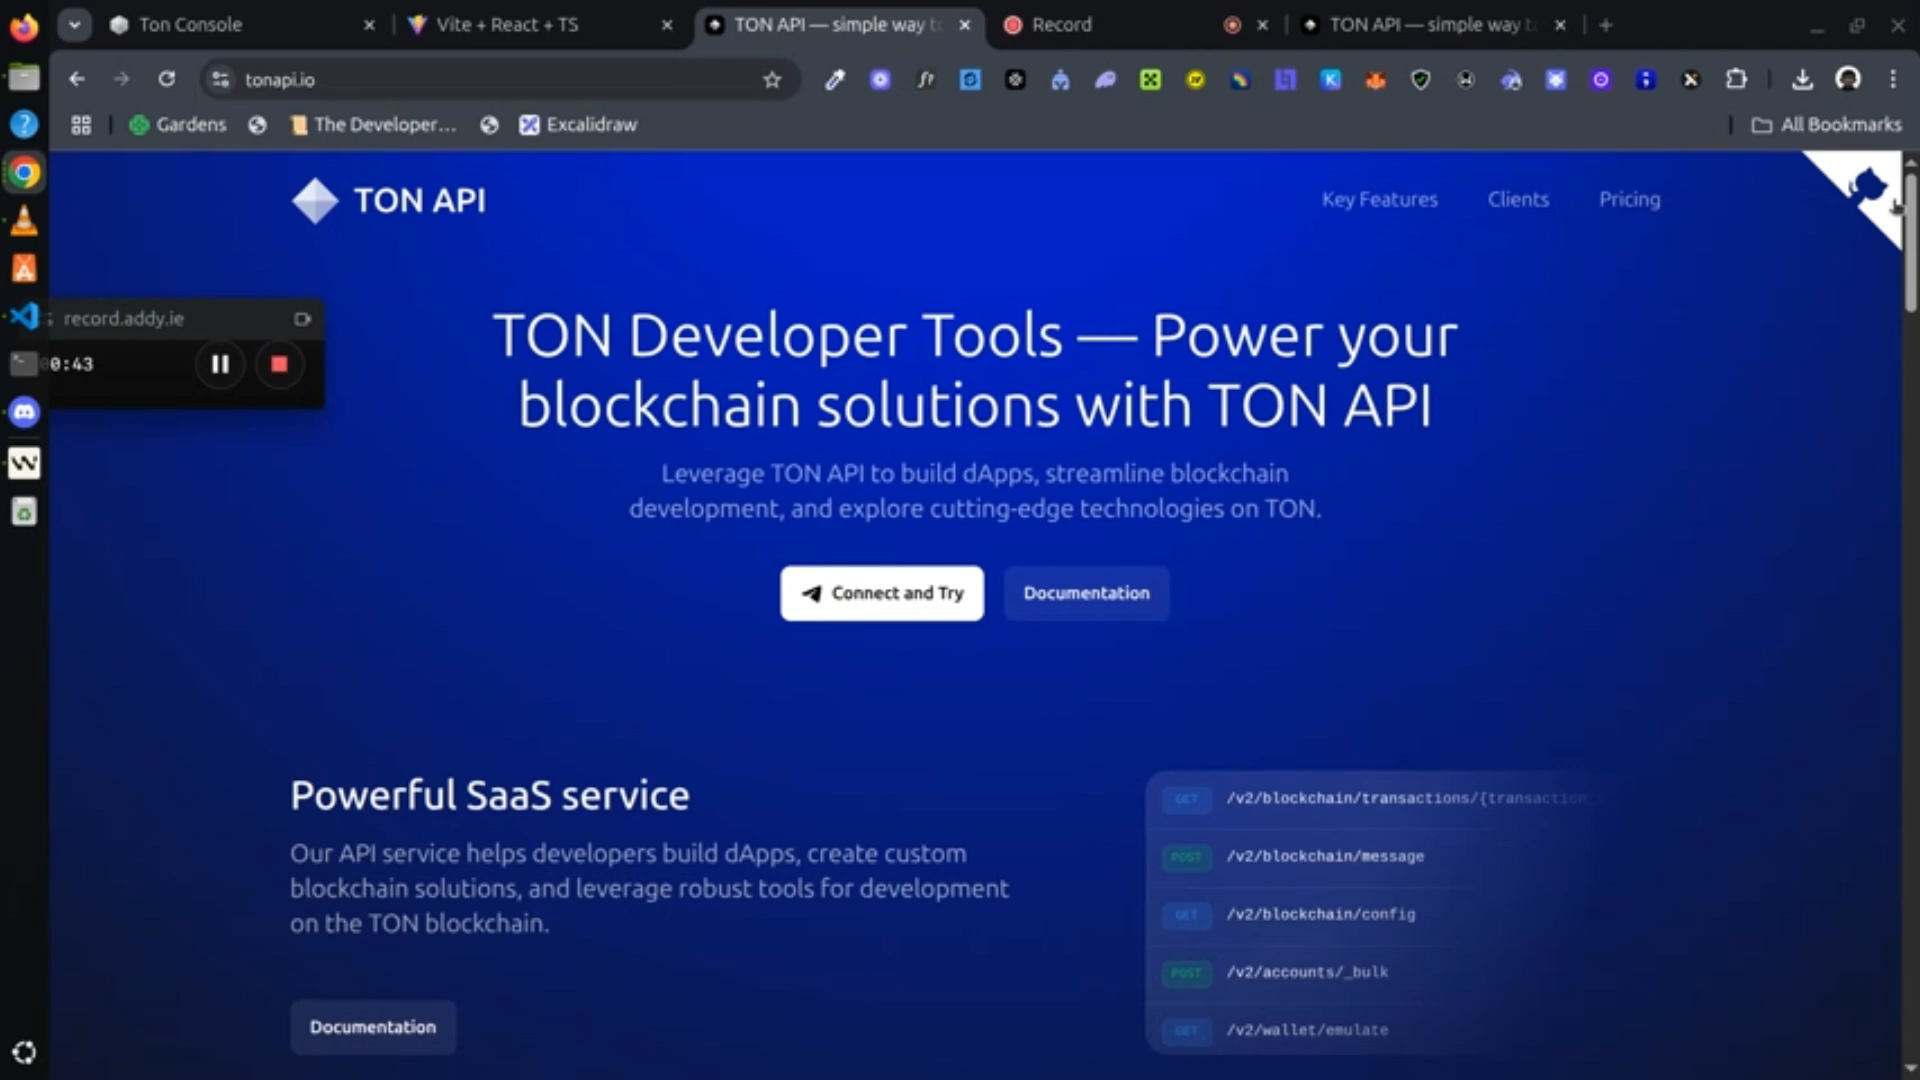 Ton Console
Vite + React + TS
TON API — simple way to
Record
TON API — simple way to
tonapi.io
Gardens
The Developer...
Excalidraw
All Bookmarks
TON API
Key Features
Clients
Pricing
record.addy.ie
0:43
TON Developer Tools — Power your
blockchain solutions with TON API
Leverage TON API to build dApps, streamline blockchain
development, and explore cutting-edge technologies on TON.
Connect and Try
Documentation
Powerful SaaS service
Our API service helps developers build dApps, create custom
blockchain solutions, and leverage robust tools for development
on the TON blockchain.
Documentation
GET /v2/blockchain/transactions/{transaction_
POST /v2/blockchain/message
GET /v2/blockchain/config
POST /v2/accounts/_bulk
GET /v2/wallet/emulate